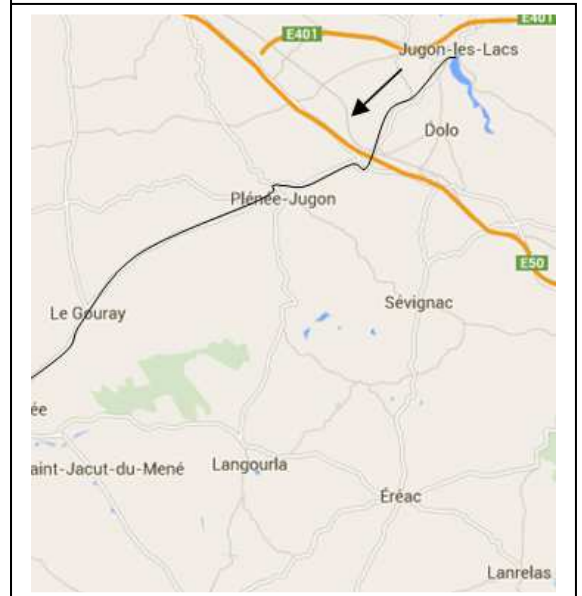 E401
E401
Jugon-les-Lacs
Dolo
Plénée-Jugon
E50
Sévignac
Le Gouray
ée
aint-Jacut-du-Mené
Langourla
Éréac
Lanrelas